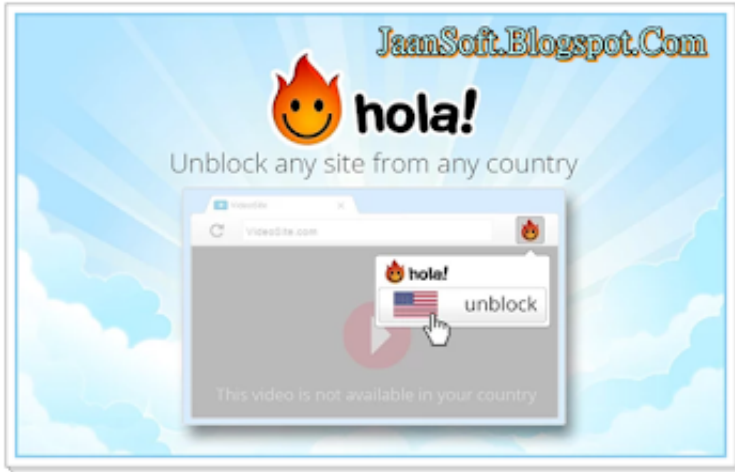 JaanSoft.Blogspot.Com
hola!
Unblock any site from any country
VideoSite
VideoSite.com
hola!
unblock
This video is not available in your country